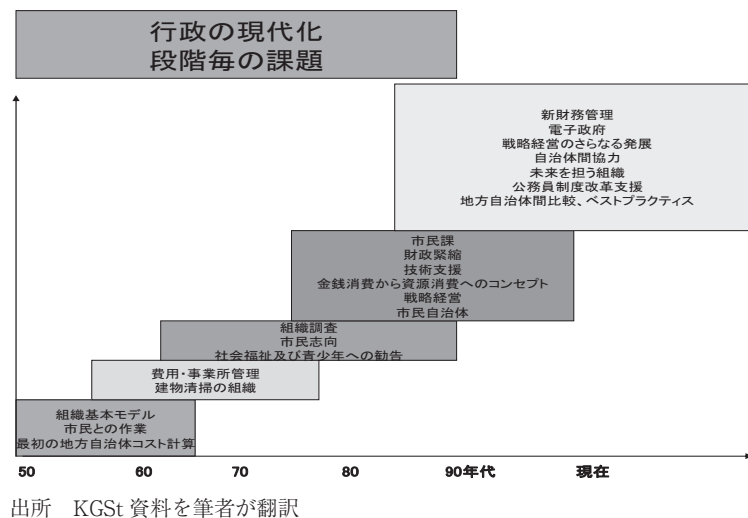 行政の現代化
段階毎の課題
新財務管理
電子政府
戦略経営のさらなる発展
自治体間協力
未来を担う組織
公務員制度改革支援
地方自治体間比較、ベストプラクティス
市民課
財政緊縮
技術支援
金銭消費から資源消費へのコンセプト
戦略経営
市民自治体
組織調査
市民志向
社会福祉及び青少年への勧告
費用・事業所管理
建物清掃の組織
組織基本モデル
市民との作業
最初の地方自治体コスト計算
50 60 70 80 90年代 現在
出所 KGSt 資料を筆者が翻訳